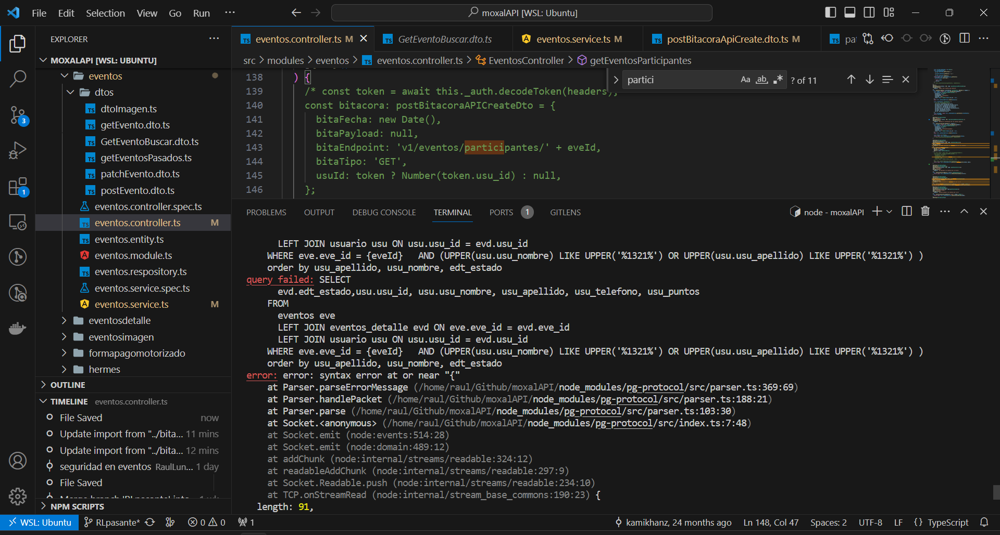 File Edit Selection View Go Run ···
moxalAPI [WSL: Ubuntu]
EXPLORER
MOXALAPI [WSL: UBUNTU]
eventos
dtos
dtoImagen.ts
getEvento.dto.ts
GetEventoBuscar.dto.ts
getEventosPasados.ts
patchEvento.dto.ts
postEvento.dto.ts
eventos.controller.spec.ts
eventos.controller.ts M
eventos.entity.ts
eventos.module.ts
eventos.respository.ts
eventos.service.spec.ts
eventos.service.ts M
eventosdetalle
eventosimagen
formapagomotorizado
hermes
OUTLINE
TIMELINE eventos.controller.ts
File Saved now
Update import from "../bita... 11 mins
Update import from "../bita... 12 mins
seguridad en eventos RaulLun... 1 day
File Saved
NPM SCRIPTS
3
1
eventos.controller.ts M
GetEventoBuscar.dto.ts
eventos.service.ts M
postBitacoraApiCreate.dto.ts M
pat
src > modules > eventos > eventos.controller.ts > EventosController > getEventosParticipantes
partici Aa ab ? of 11
138 ) {
139 /* const token = await this._auth.decodeToken(headers);
140 const bitacora: postBitacoraAPICreateDto = {
141 bitaFecha: new Date(),
142 bitaPayload: null,
143 bitaEndpoint: 'v1/eventos/participantes/' + eveId,
144 bitaTipo: 'GET',
145 usuId: token ? Number(token.usu_id) : null,
146 };
PROBLEMS OUTPUT DEBUG CONSOLE TERMINAL PORTS 1 GITLENS
node - moxalAPI
LEFT JOIN usuario usu ON usu.usu_id = evd.usu_id
WHERE eve.eve_id = {eveId}   AND (UPPER(usu.usu_nombre) LIKE UPPER('%1321%') OR UPPER(usu.usu_apellido) LIKE UPPER('%1321%') )
order by usu_apellido, usu_nombre, edt_estado
query failed: SELECT
evd.edt_estado,usu.usu_id, usu.usu_nombre, usu_apellido, usu_telefono, usu_puntos
FROM
eventos eve
LEFT JOIN eventos_detalle evd ON eve.eve_id = evd.eve_id
LEFT JOIN usuario usu ON usu.usu_id = evd.usu_id
WHERE eve.eve_id = {eveId}   AND (UPPER(usu.usu_nombre) LIKE UPPER('%1321%') OR UPPER(usu.usu_apellido) LIKE UPPER('%1321%') )
order by usu_apellido, usu_nombre, edt_estado
error: error: syntax error at or near "{"
at Parser.parseErrorMessage (/home/raul/Github/moxalAPI/node_modules/pg-protocol/src/parser.ts:369:69)
at Parser.handlePacket (/home/raul/Github/moxalAPI/node_modules/pg-protocol/src/parser.ts:188:21)
at Parser.parse (/home/raul/Github/moxalAPI/node_modules/pg-protocol/src/parser.ts:103:30)
at Socket.<anonymous> (/home/raul/Github/moxalAPI/node_modules/pg-protocol/src/index.ts:7:48)
at Socket.emit (node:events:514:28)
at Socket.emit (node:domain:489:12)
at addChunk (node:internal/streams/readable:324:12)
at readableAddChunk (node:internal/streams/readable:297:9)
at Socket.Readable.push (node:internal/streams/readable:234:10)
at TCP.onStreamRead (node:internal/stream_base_commons:190:23) {
length: 91,
WSL: Ubuntu RLpasante* 0 0 1 kamikhanz, 24 months ago Ln 148, Col 47 Spaces: 2 UTF-8 LF {} TypeScript